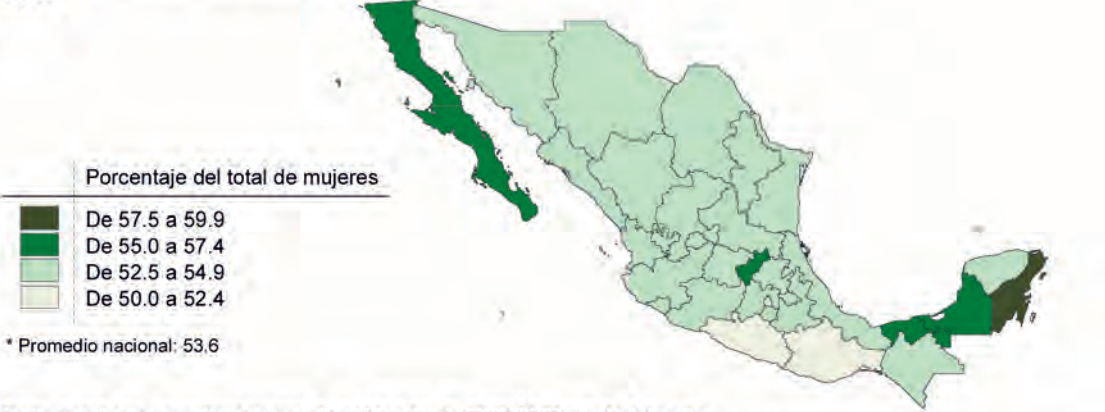 Porcentaje del total de mujeres
De 57.5 a 59.9
De 55.0 a 57.4
De 52.5 a 54.9
De 50.0 a 52.4
* Promedio nacional: 53.6